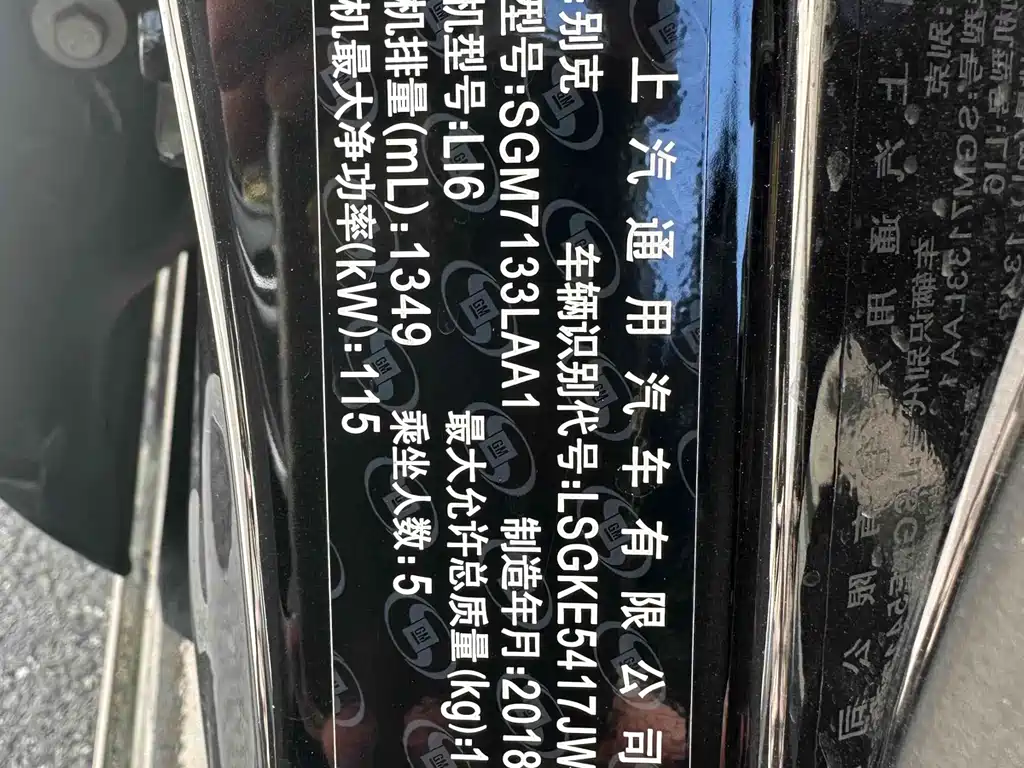 上汽通用汽车有限公司
:别克 车辆识别代号:LSGKE5417JW
型号:SGM7133LAA1 制造年月:2018
机型号:LI6 最大允许总质量(kg):1
机排量(mL):1349 乘坐人数:5
机最大净功率(kW):115